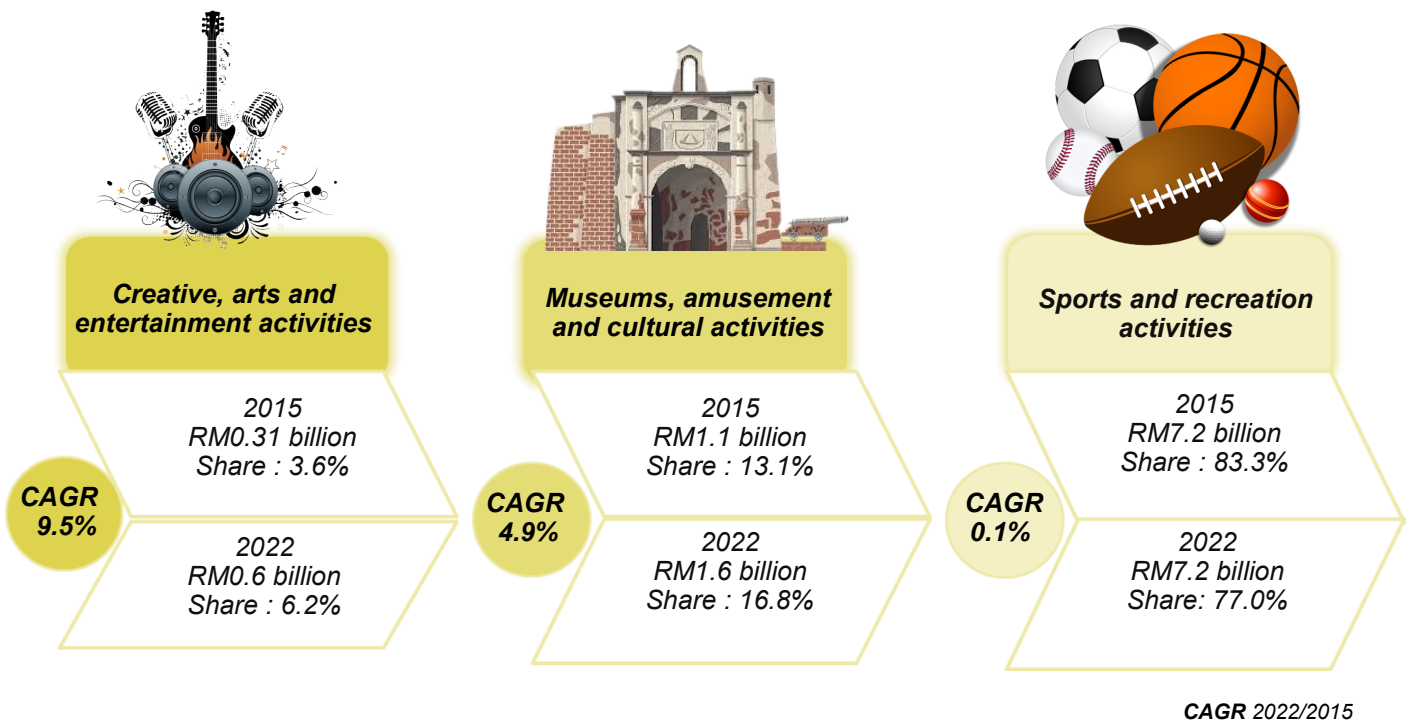 Creative, arts and
entertainment activities
2015
RM0.31 billion
Share : 3.6%
CAGR
9.5%
2022
RM0.6 billion
Share : 6.2%
Museums, amusement
and cultural activities
2015
RM1.1 billion
Share : 13.1%
CAGR
4.9%
2022
RM1.6 billion
Share : 16.8%
Sports and recreation
activities
2015
RM7.2 billion
Share : 83.3%
CAGR
0.1%
2022
RM7.2 billion
Share: 77.0%
CAGR 2022/2015